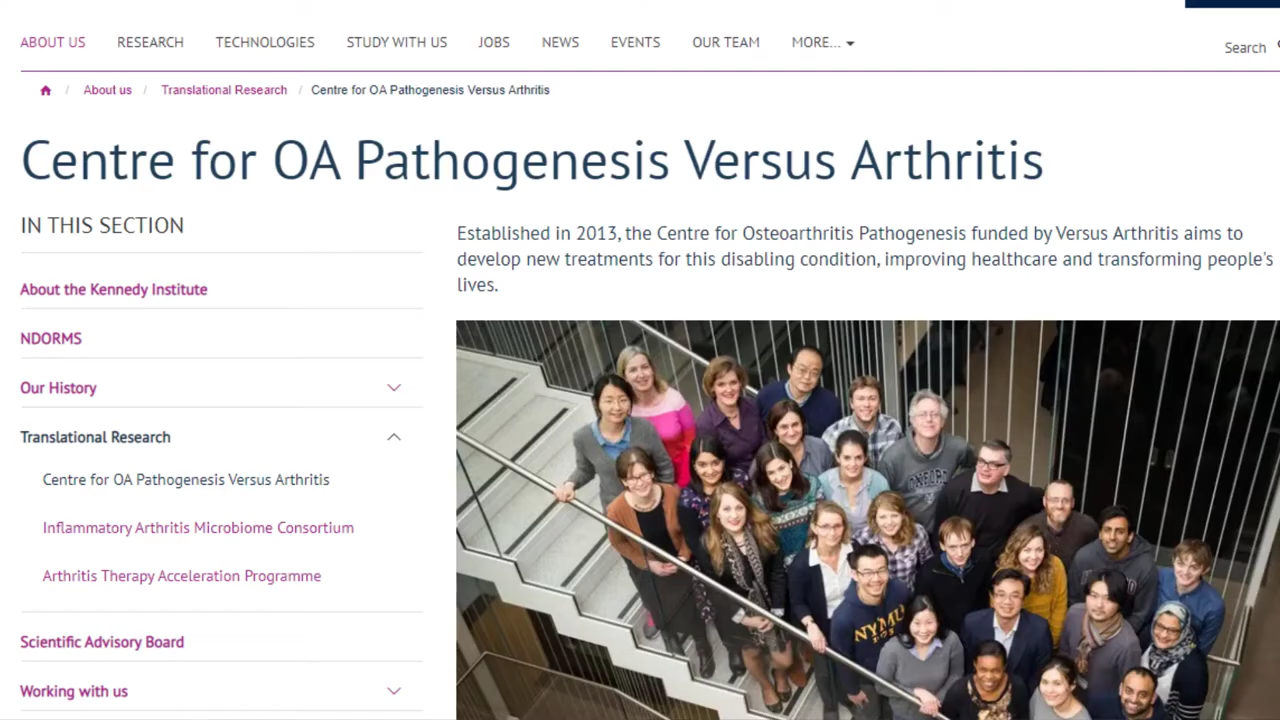 ABOUT US RESEARCH TECHNOLOGIES STUDY WITH US JOBS NEWS EVENTS OUR TEAM MORE...
Search
/ About us / Translational Research / Centre for OA Pathogenesis Versus Arthritis
Centre for OA Pathogenesis Versus Arthritis
IN THIS SECTION
About the Kennedy Institute
NDORMS
Our History
Translational Research
Centre for OA Pathogenesis Versus Arthritis
Inflammatory Arthritis Microbiome Consortium
Arthritis Therapy Acceleration Programme
Scientific Advisory Board
Working with us
Established in 2013, the Centre for Osteoarthritis Pathogenesis funded by Versus Arthritis aims to
develop new treatments for this disabling condition, improving healthcare and transforming people's
lives.
OXFORD
NYMU